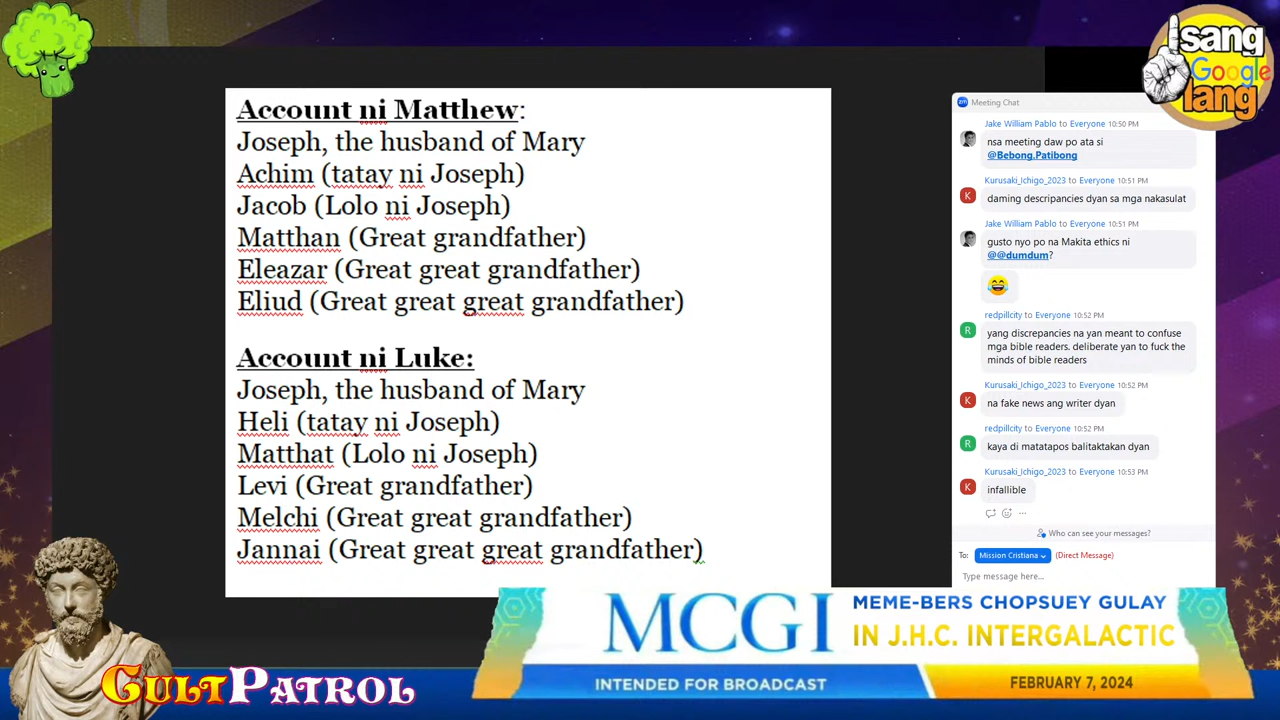 Isang
Google
lang
Account ni Matthew:
Joseph, the husband of Mary
Achim (tatay ni Joseph)
Jacob (Lolo ni Joseph)
Matthan (Great grandfather)
Eleazar (Great great grandfather)
Eliud (Great great great grandfather)
Account ni Luke:
Joseph, the husband of Mary
Heli (tatay ni Joseph)
Matthat (Lolo ni Joseph)
Levi (Great grandfather)
Melchi (Great great grandfather)
Jannai (Great great great grandfather)
zm Meeting Chat
Jake William Pablo to Everyone 10:50 PM
nsa meeting daw po ata si
@Bebong.Patibong
Kurusaki_Ichigo_2023 to Everyone 10:51 PM
K
daming descripancies dyan sa mga nakasulat
Jake William Pablo to Everyone 10:51 PM
gusto nyo po na Makita ethics ni
@@dumdum?
redpillcity to Everyone 10:52 PM
R
yang discrepancies na yan meant to confuse
mga bible readers. deliberate yan to fuck the
minds of bible readers
Kurusaki_Ichigo_2023 to Everyone 10:52 PM
K
na fake news ang writer dyan
redpillcity to Everyone 10:52 PM
R
kaya di matatapos balitaktakan dyan
Kurusaki_Ichigo_2023 to Everyone 10:53 PM
K
infallible
Who can see your messages?
To: Mission Cristiana (Direct Message)
Type message here...
MCGI
MEME-BERS CHOPSUEY GULAY
IN J.H.C. INTERGALACTIC
INTENDED FOR BROADCAST
FEBRUARY 7, 2024
CULTPATROL